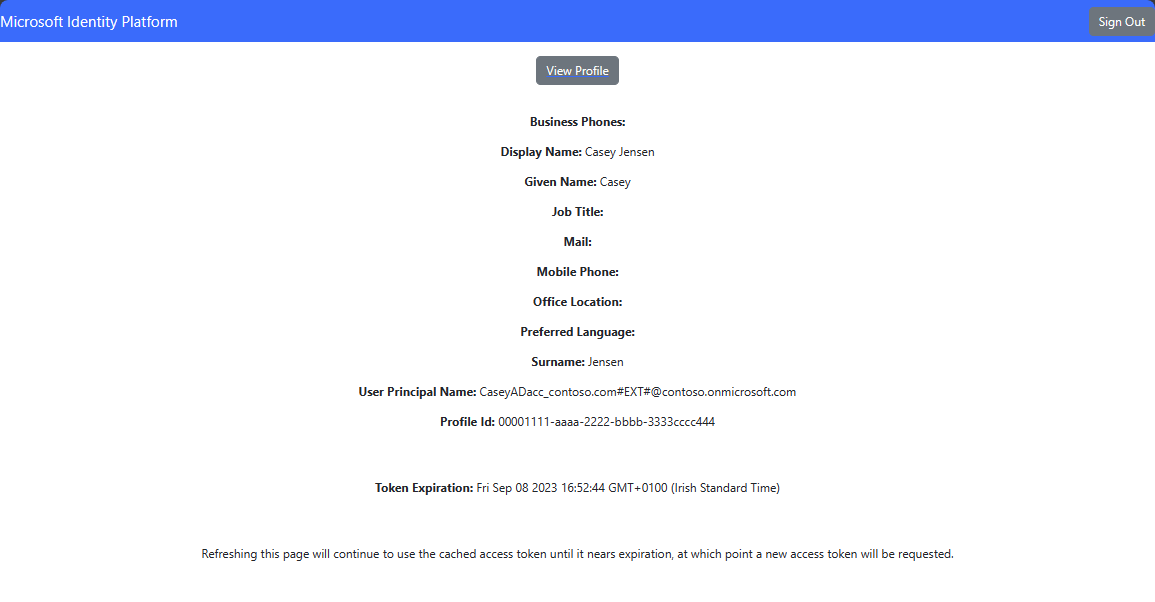 Microsoft Identity Platform
Sign Out
View Profile
Business Phones:
Display Name: Casey Jensen
Given Name: Casey
Job Title:
Mail:
Mobile Phone:
Office Location:
Preferred Language:
Surname: Jensen
User Principal Name: CaseyADacc_contoso.com#EXT#@contoso.onmicrosoft.com
Profile Id: 00001111-aaaa-2222-bbbb-3333cccc444
Token Expiration: Fri Sep 08 2023 16:52:44 GMT+0100 (Irish Standard Time)
Refreshing this page will continue to use the cached access token until it nears expiration, at which point a new access token will be requested.